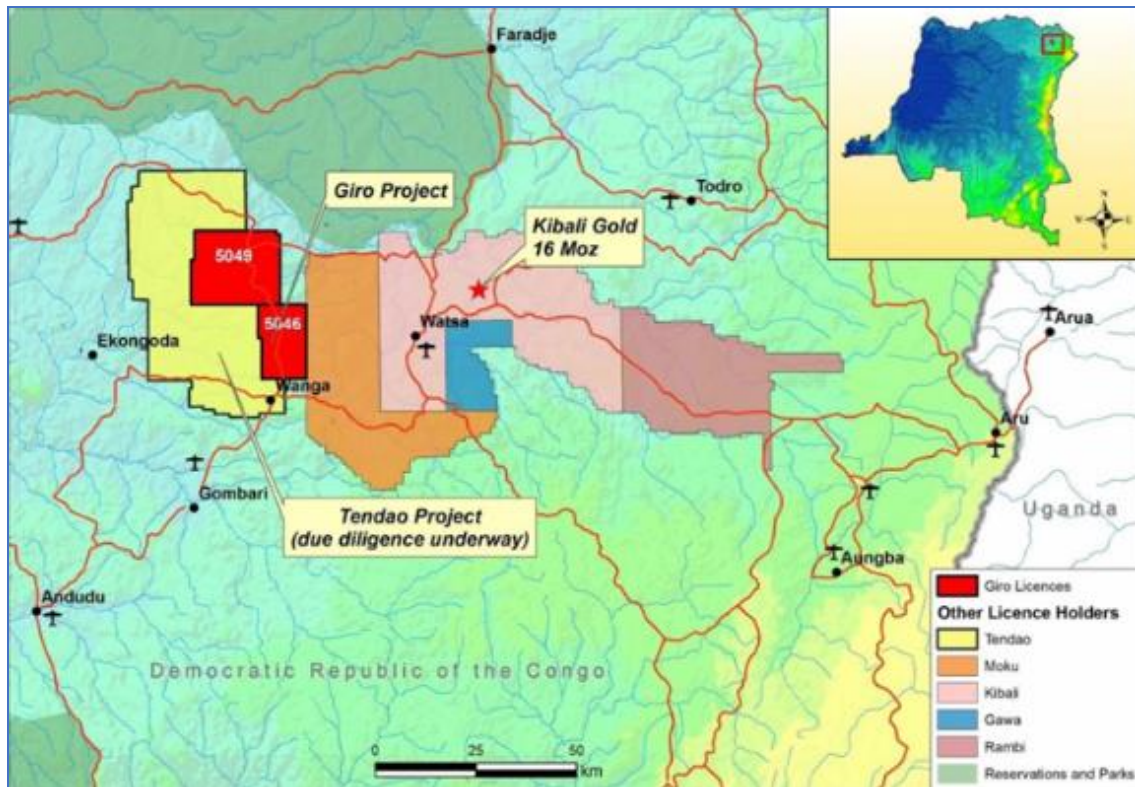 Faradje
Giro Project
Todro
Kibali Gold
16 Moz
5049
5046
Ekongoda
Watsa
Wanga
Arua
Aru
Gombari
Tendao Project
(due diligence underway)
Uganda
Aungba
Andudu
Democratic Republic of the Congo
N
W
E
S
0 25 50
km
Giro Licences
Other Licence Holders
Tendao
Moku
Kibali
Gawa
Rambi
Reservations and Parks